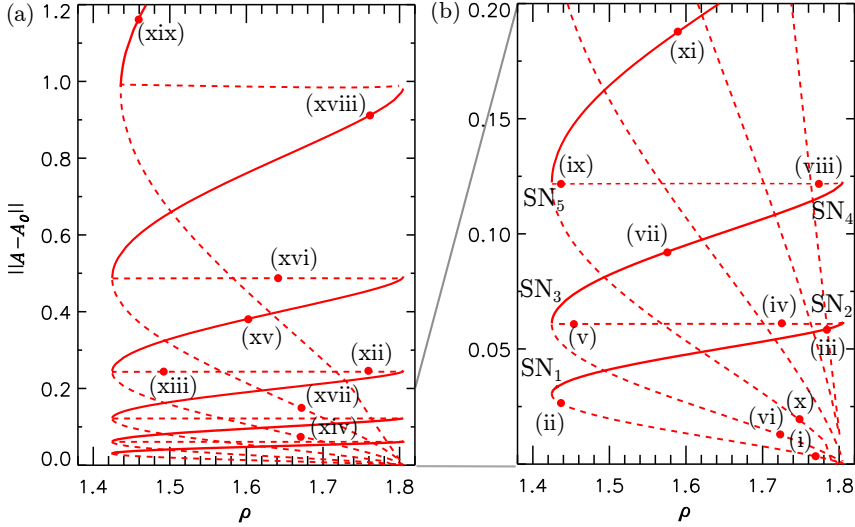 (a)
(b)
1.2
1.0
0.8
0.6
0.4
0.2
0.0
||A−A₀||
(xix)
(xviii)
(xvi)
(xv)
(xii)
(xiii)
(xvii)
(xiv)
1.4 1.5 1.6 1.7 1.8
ρ
0.20
0.15
0.10
0.05
(xi)
(ix)
(viii)
SN₅
SN₄
(vii)
SN₃
SN₂
(iv)
(v)
(iii)
SN₁
(ii)
(x)
(vi)
(i)
1.4 1.5 1.6 1.7 1.8
ρ